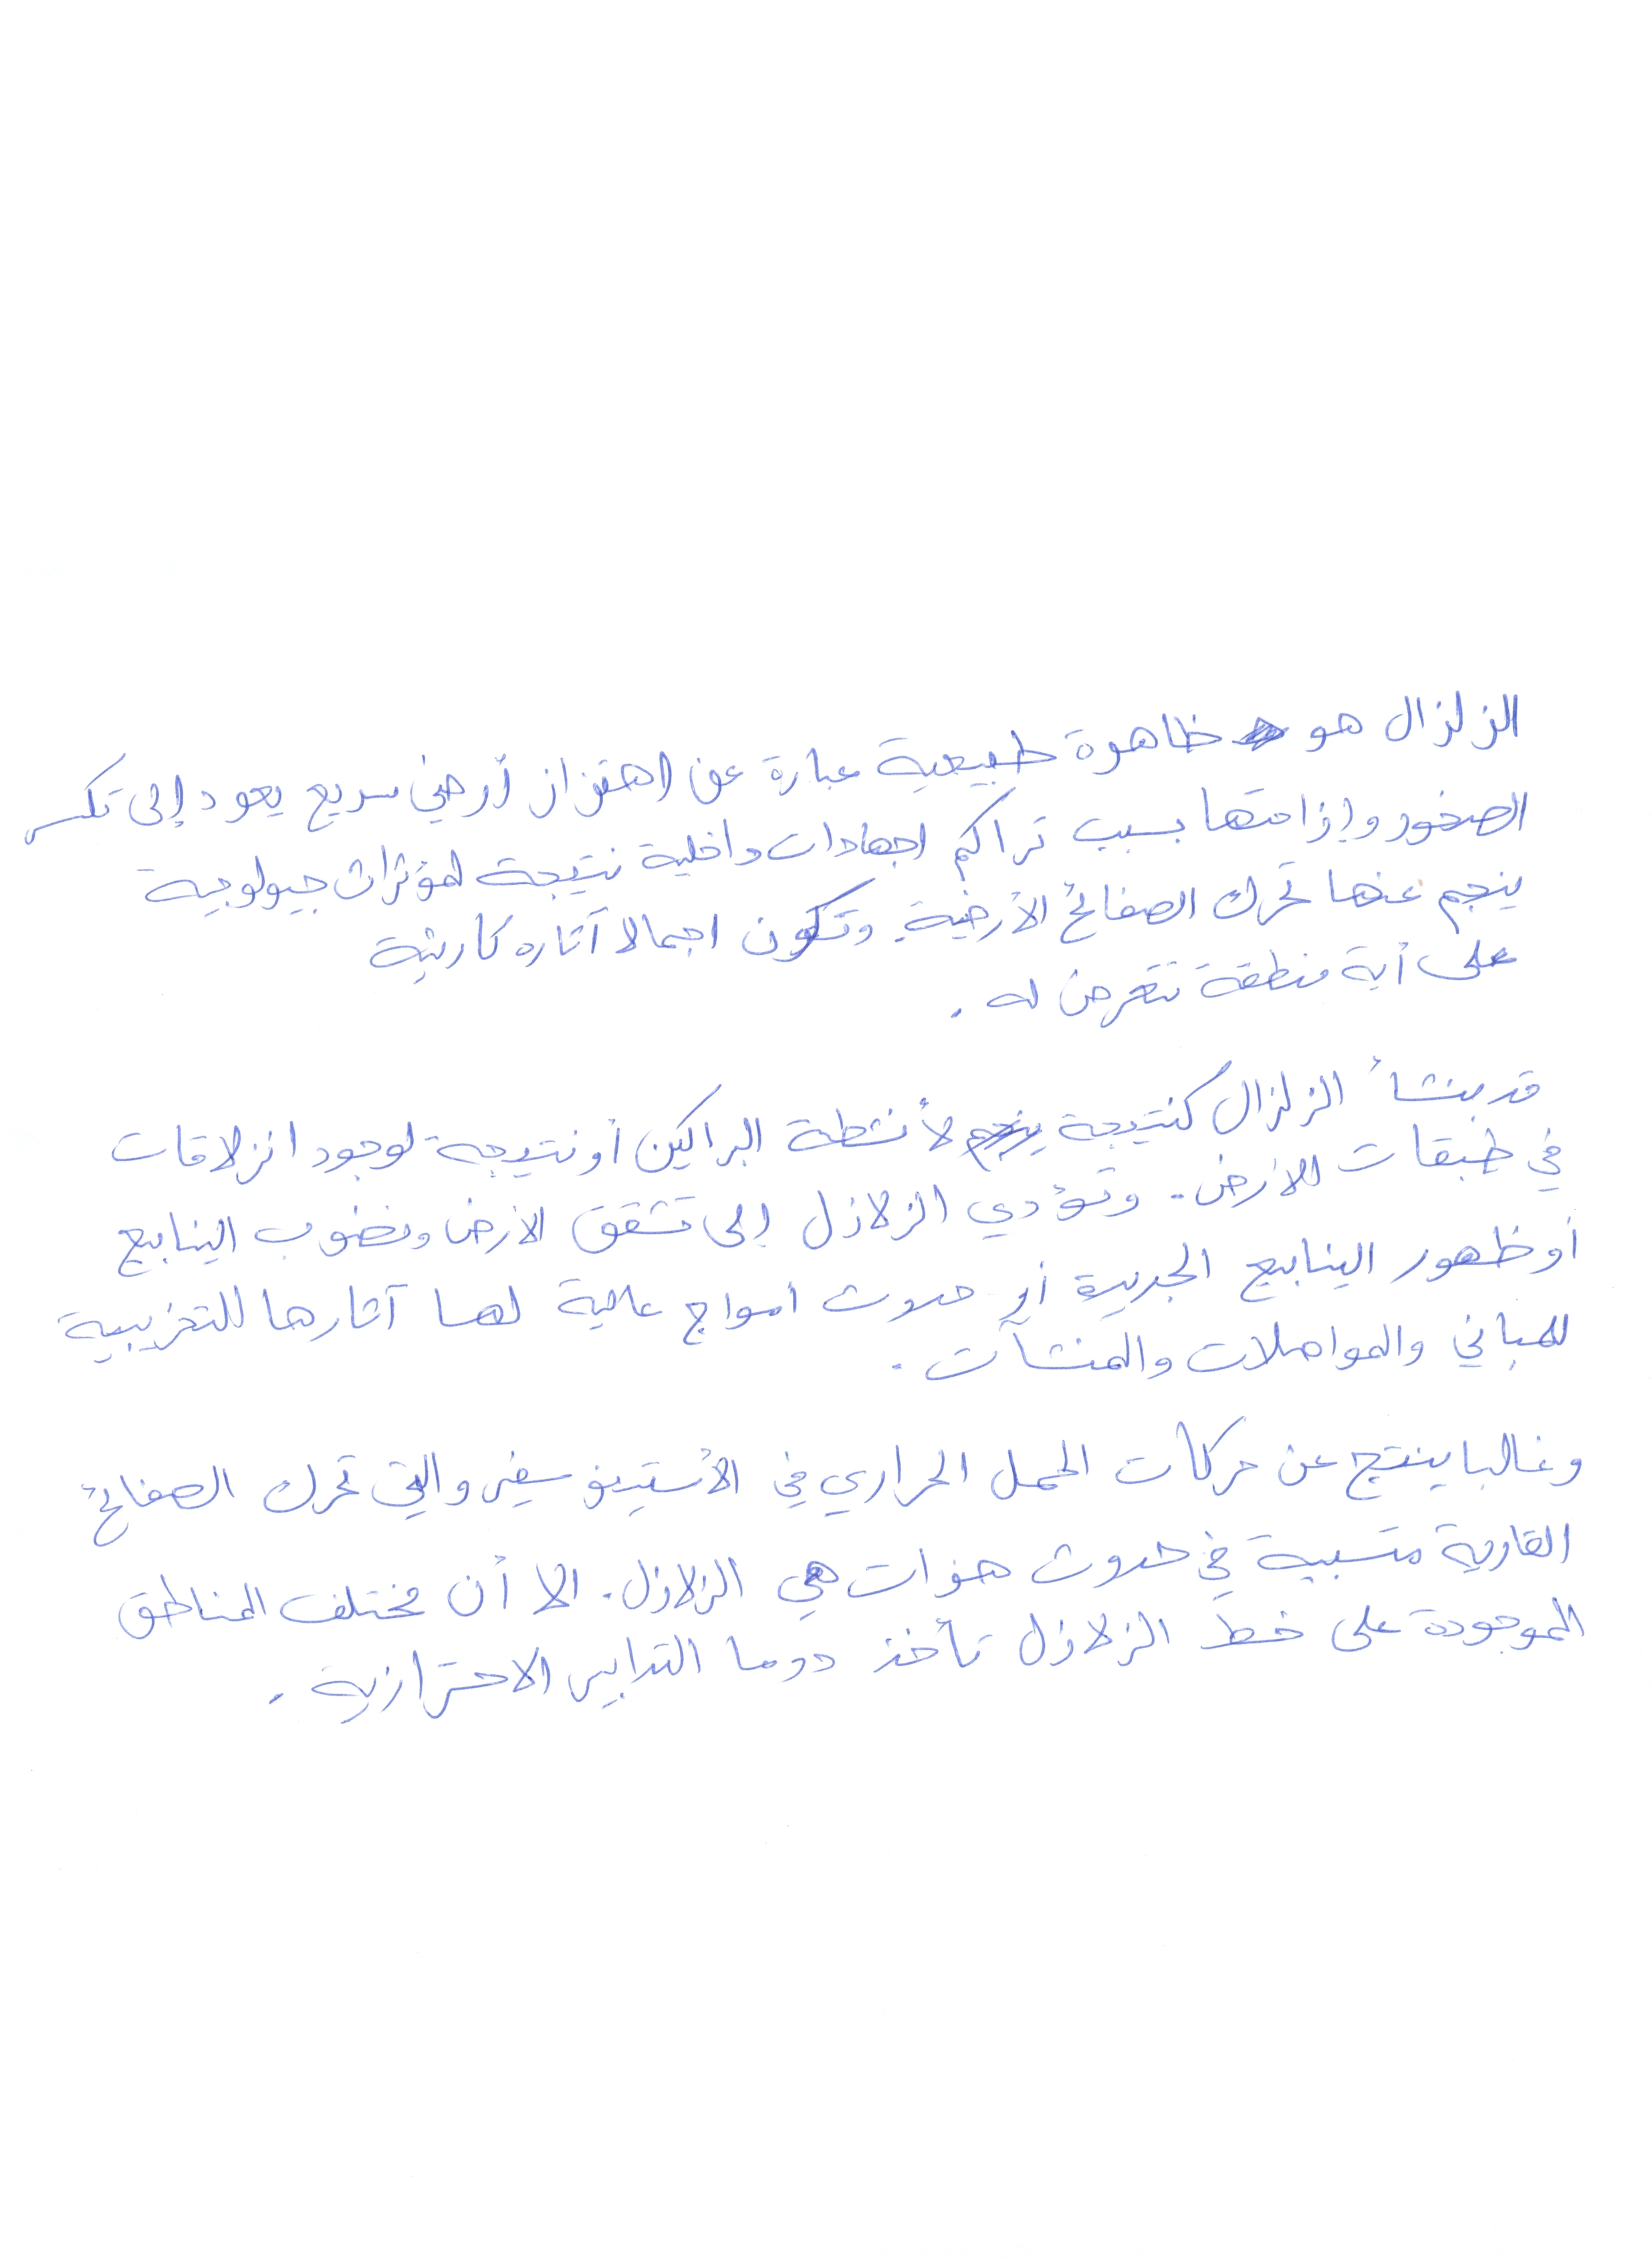 الزلزال هو ظاهرة طبيعية عبارة عن اهتزاز أرضي سريع يعود إلى تكسر
الصخور وإزاحتها بسبب تراكم اجهادات داخلية نتيجة لمؤثرات جيولوجية
ينجم عنها تحرك الصفائح الأرضية. وتكون اجمالا آثاره كارثية
على أية منطقة تتعرض له.
قد ينشأ الزلزال كنتيجة لأنشطة البراكين أو نتيجة لوجود انزلاقات
في طبقات للأرض. وتؤدي الزلازل إلى تشقق الأرض ونضوب الينابيع
أو ظهور الينابيع الجديدة أو حدوث أمواج عالية لها آثارها للتخريبية
للمباني والمواصلات والمنشآت.
وغالبا ينتج عن حركات الحمل الحراري في الأستينوسفير والتي تحرك الصفائح
القارية متسببة في حدوث هزات هي الزلازل. الا أن مختلف المناطق
الموجودة على خط الزلازل تأخذ دوما التدابير الاحترازية.